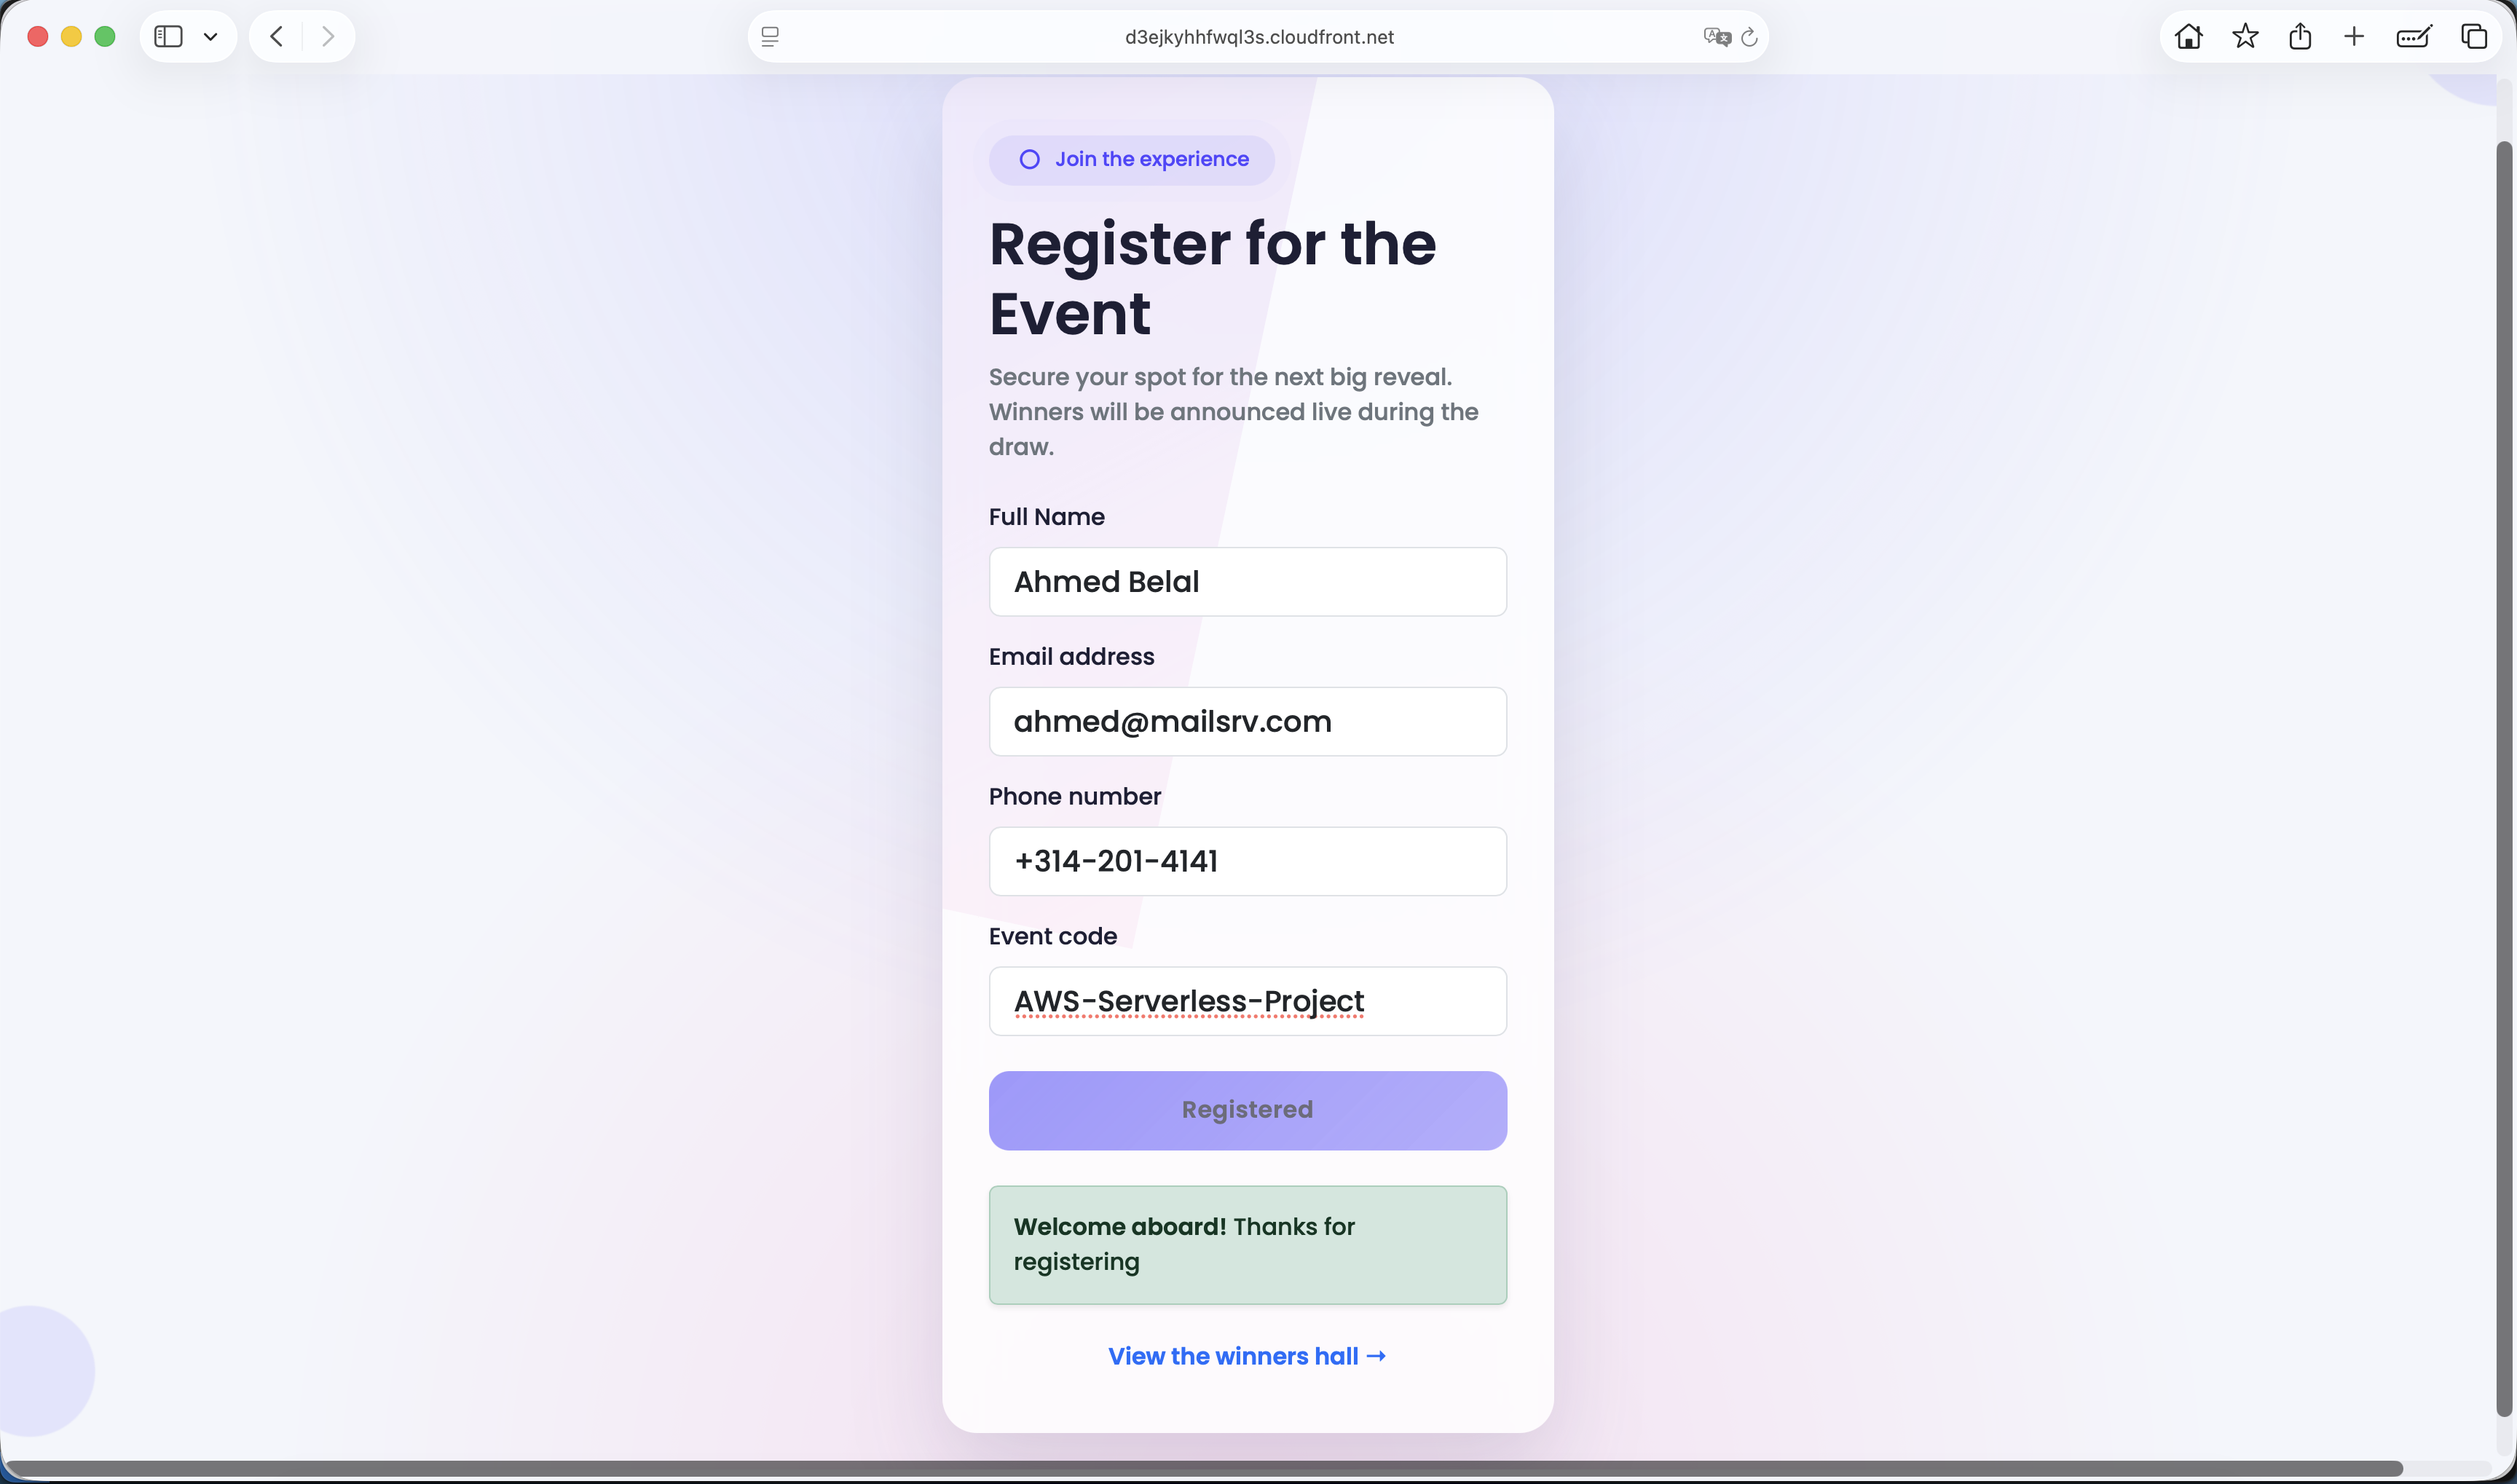 d3ejkyhhfwql3s.cloudfront.net
Join the experience
Register for the
Event
Secure your spot for the next big reveal.
Winners will be announced live during the
draw.
Full Name
Ahmed Belal
Email address
ahmed@mailsrv.com
Phone number
+314-201-4141
Event code
AWS-Serverless-Project
Registered
Welcome aboard! Thanks for
registering
View the winners hall →